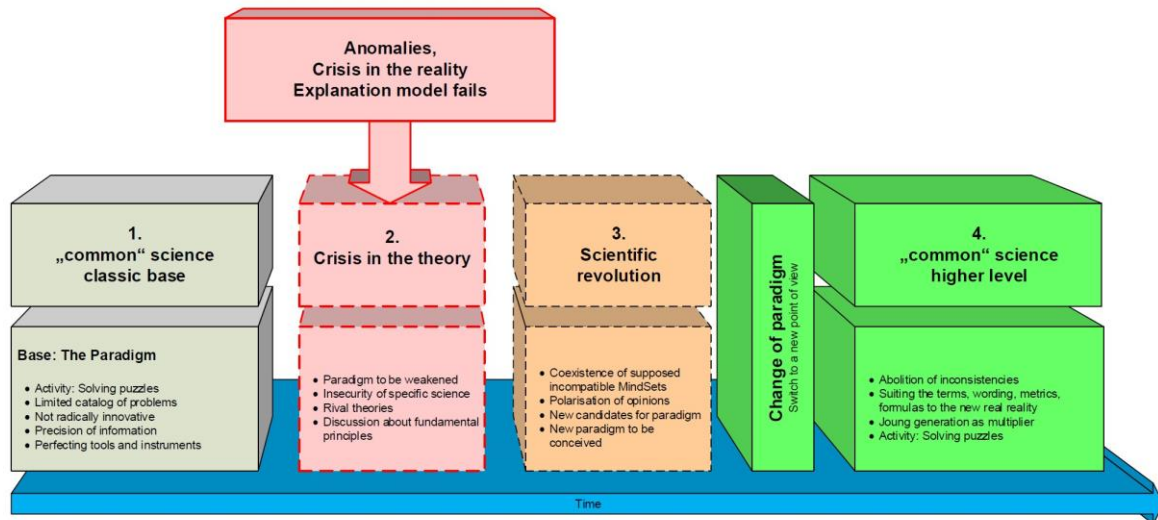 Anomalies,
Crisis in the reality
Explanation model fails
1.
„common“ science
classic base
Base: The Paradigm
• Activity: Solving puzzles
• Limited catalog of problems
• Not radically innovative
• Precision of information
• Perfecting tools and instruments
2.
Crisis in the theory
• Paradigm to be weakened
• Insecurity of specific science
• Rival theories
• Discussion about fundamental
principles
3.
Scientific
revolution
• Coexistence of supposed
incompatible MindSets
• Polarisation of opinions
• New candidates for paradigm
• New paradigm to be
conceived
Change of paradigm
Switch to a new point of view
4.
„common“ science
higher level
• Abolition of inconsistencies
• Suiting the terms, wording, metrics,
formulas to the new real reality
• Joung generation as multiplier
• Activity: Solving puzzles
Time